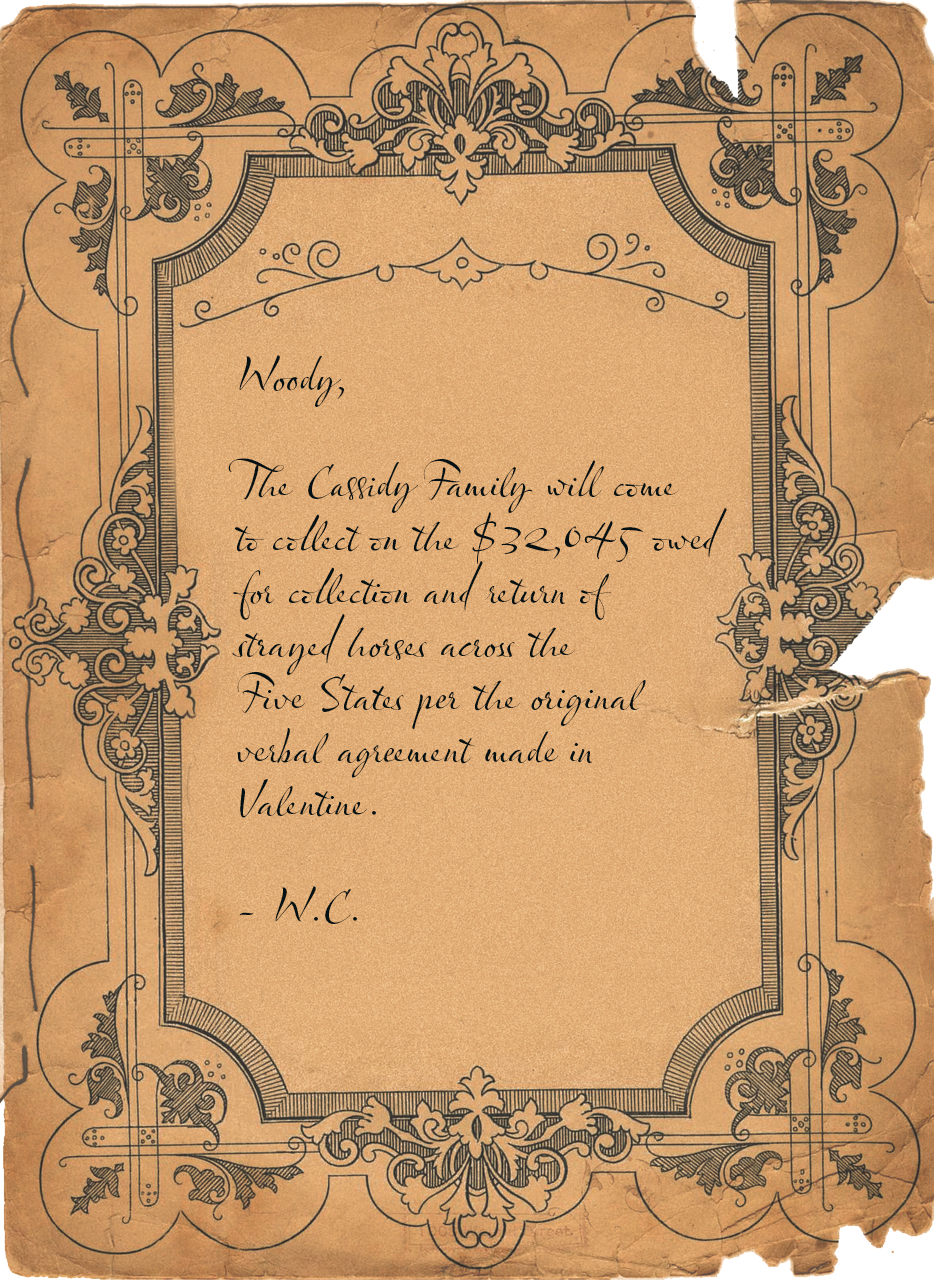 Woody,
The Cassidy Family will come
to collect on the $32,045 owed
for collection and return of
strayed horses across the
Five States per the original
verbal agreement made in
Valentine.
- W.C.